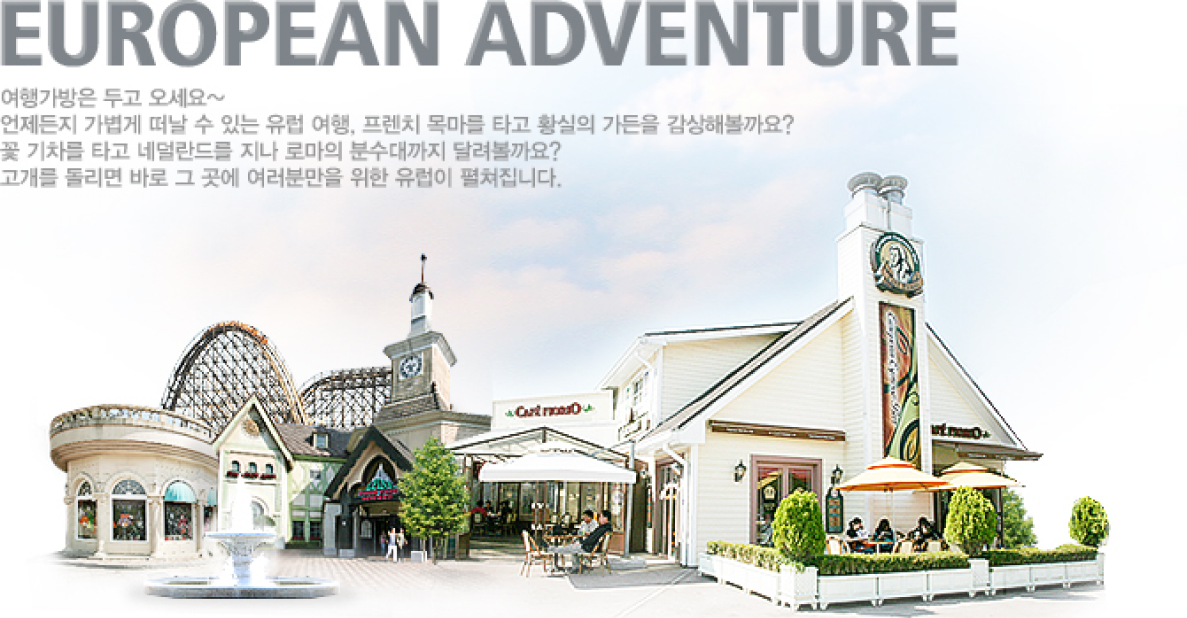 EUROPEAN ADVENTURE
여행가방은 두고 오세요~
언제든지 가볍게 떠날 수 있는 유럽 여행, 프렌치 목마를 타고 황실의 가든을 감상해볼까요?
꽃 기차를 타고 네덜란드를 지나 로마의 분수대까지 달려볼까요?
고개를 돌리면 바로 그 곳에 여러분만을 위한 유럽이 펼쳐집니다.
Café
Café